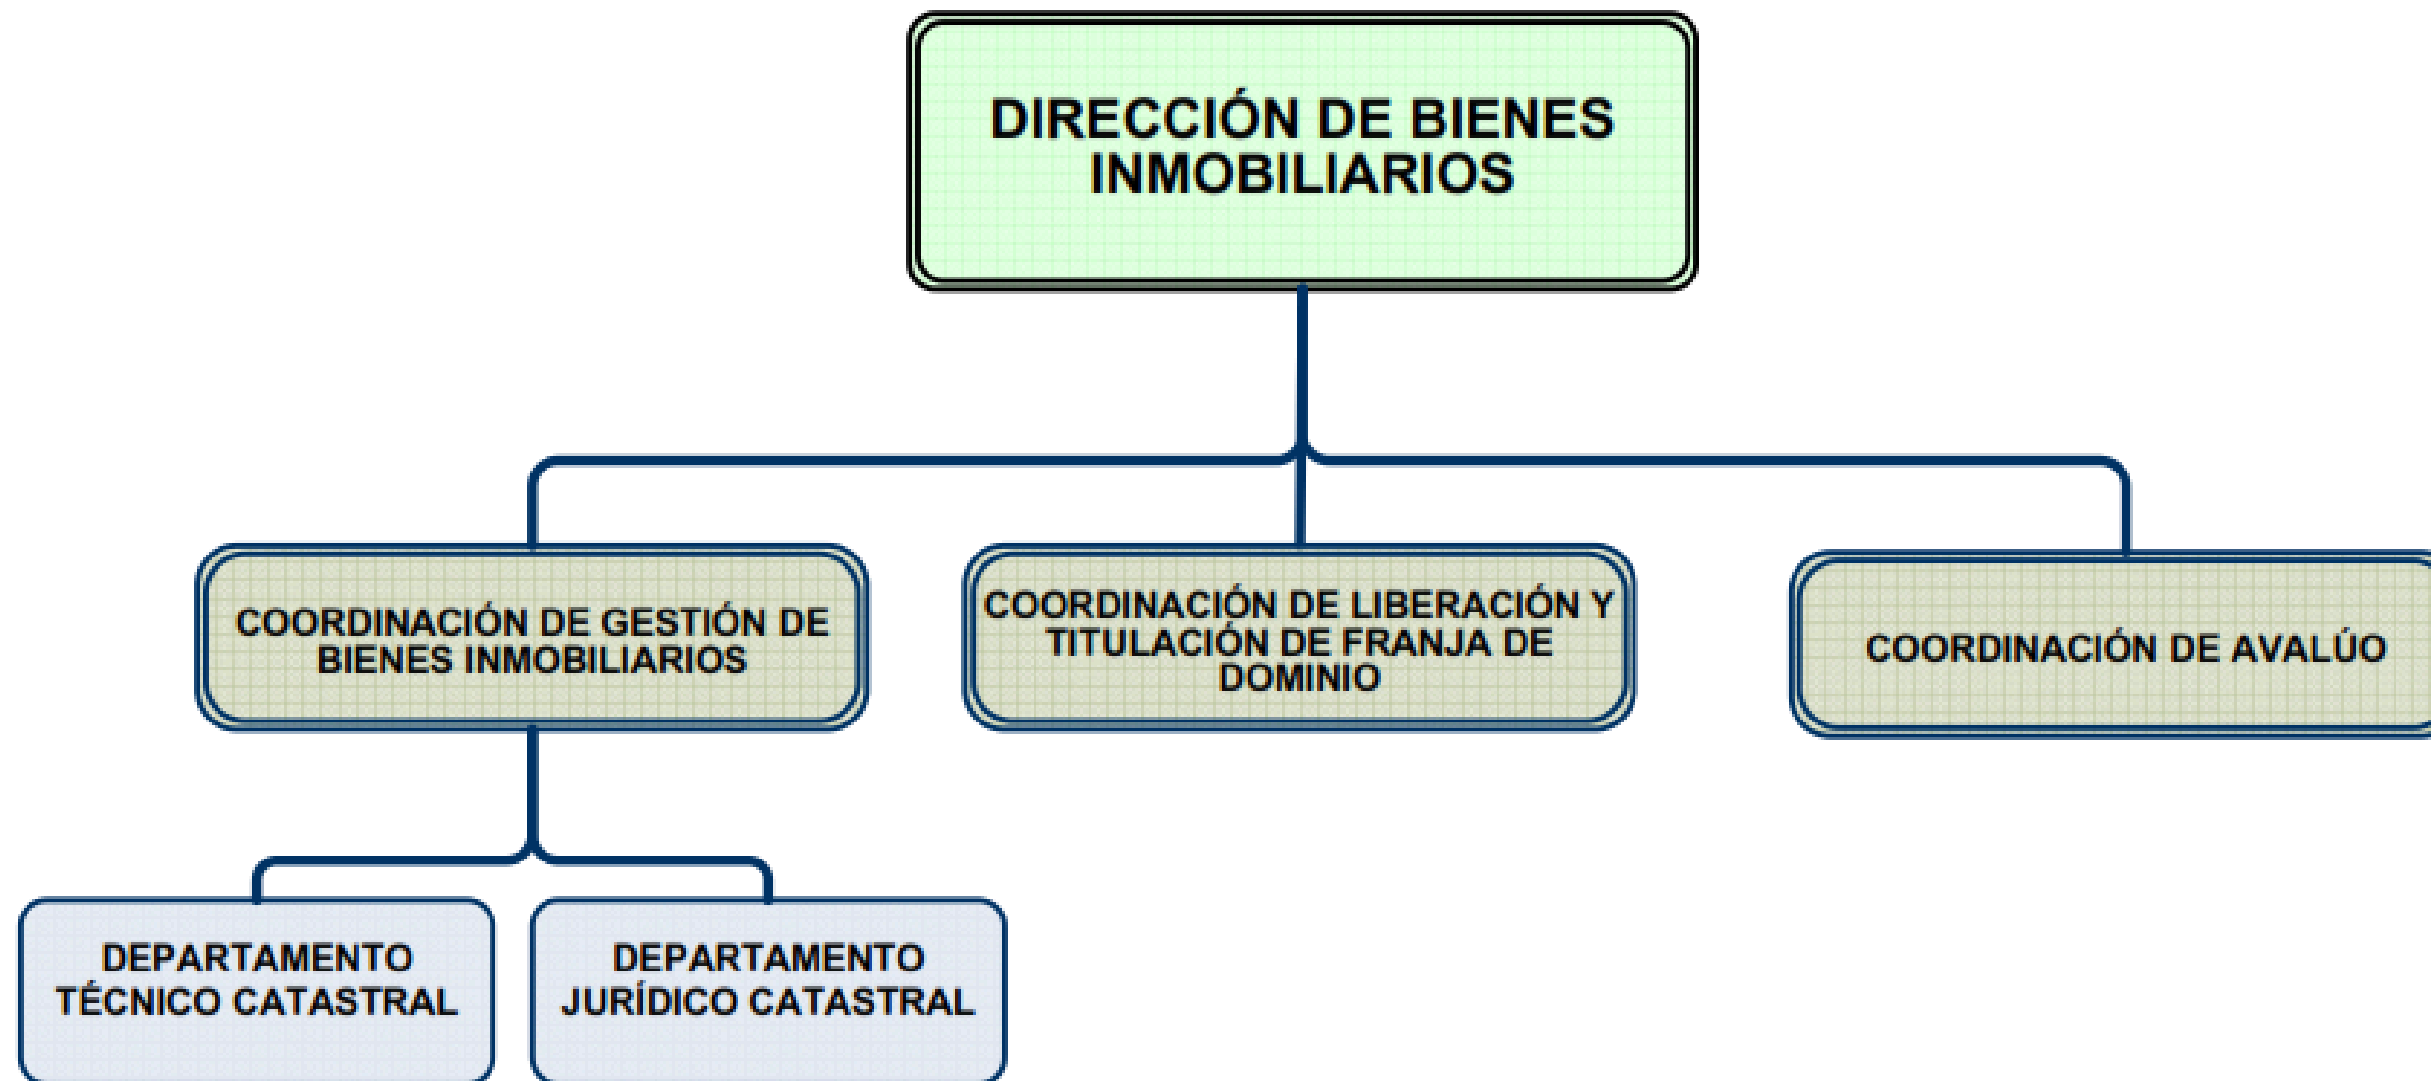 DIRECCIÓN DE BIENES
INMOBILIARIOS
COORDINACIÓN DE GESTIÓN DE
BIENES INMOBILIARIOS
COORDINACIÓN DE LIBERACIÓN Y
TITULACIÓN DE FRANJA DE
DOMINIO
COORDINACIÓN DE AVALÚO
DEPARTAMENTO
TÉCNICO CATASTRAL
DEPARTAMENTO
JURÍDICO CATASTRAL